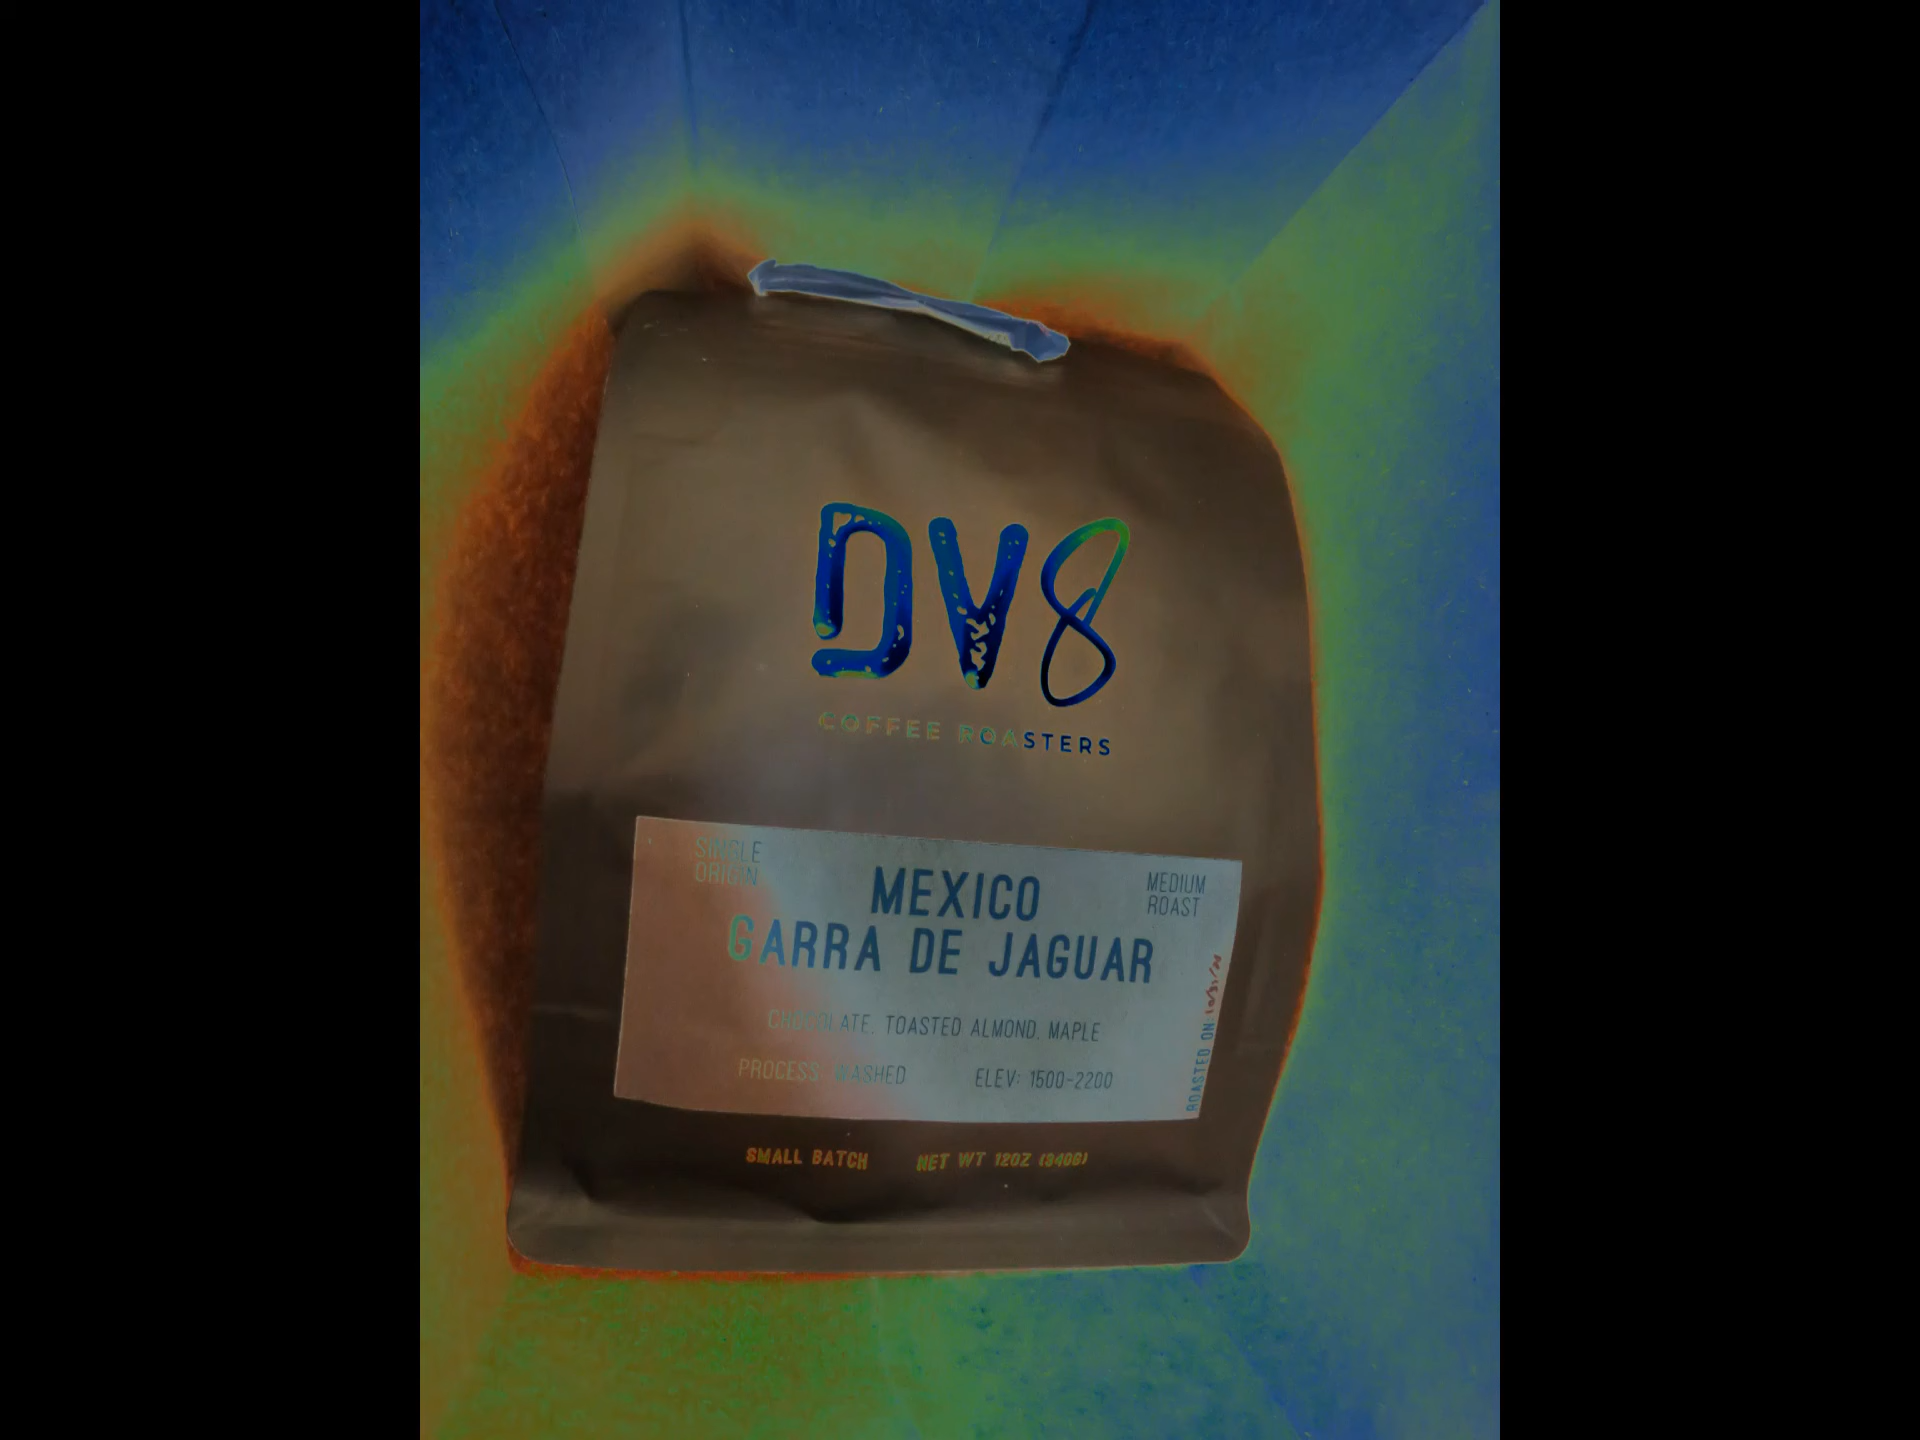 DV8
COFFEE ROASTERS
SINGLE
ORIGIN
MEDIUM
ROAST
MEXICO
GARRA DE JAGUAR
CHOCOLATE, TOASTED ALMOND, MAPLE
PROCESS: WASHED
ELEV: 1500-2200
ROASTED ON:
SMALL BATCH
NET WT 12OZ (340G)